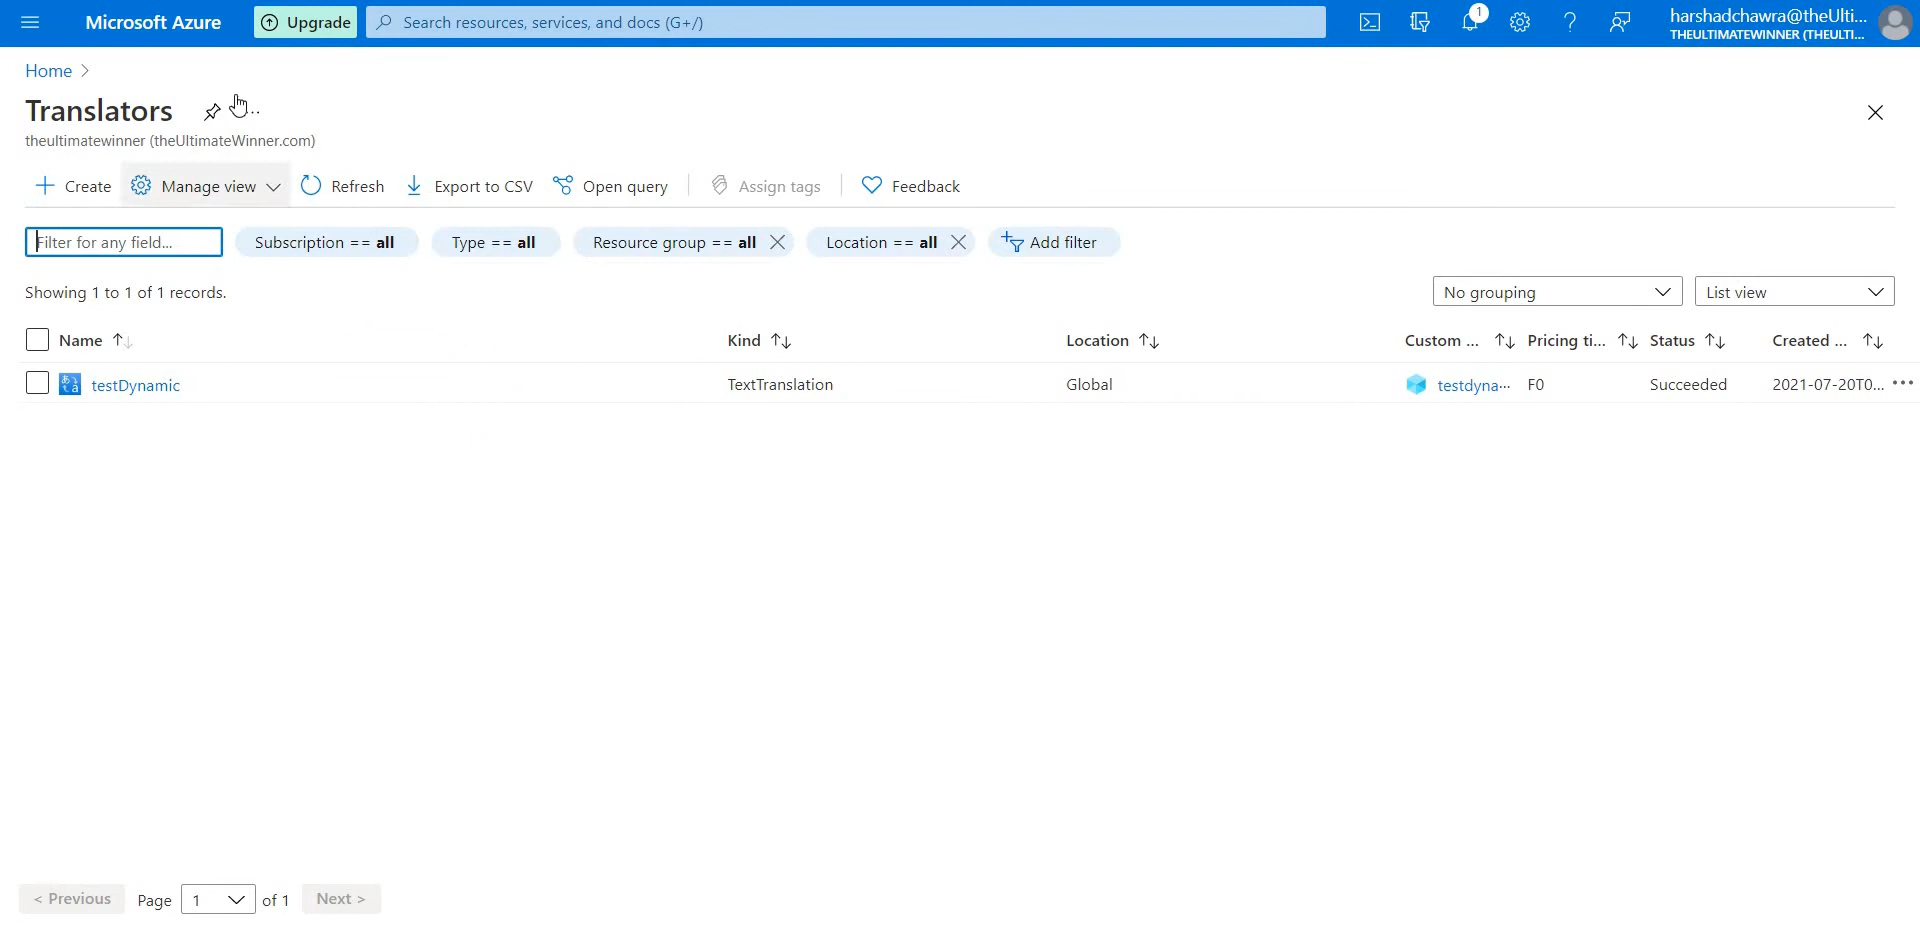 Microsoft Azure
Upgrade
Search resources, services, and docs (G+/)
1
harshadchawra@theUlti...
THEULTIMATEWINNER (THEULTI...
Home
Translators
theultimatewinner (theUltimateWinner.com)
Create
Manage view
Refresh
Export to CSV
Open query
Assign tags
Feedback
Filter for any field...
Subscription == all
Type == all
Resource group == all
Location == all
Add filter
Showing 1 to 1 of 1 records.
No grouping
List view
Name
Kind
Location
Custom ...
Pricing ti...
Status
Created ...
testDynamic
TextTranslation
Global
testdyna...
F0
Succeeded
2021-07-20T0...
< Previous
Page
1
of 1
Next >